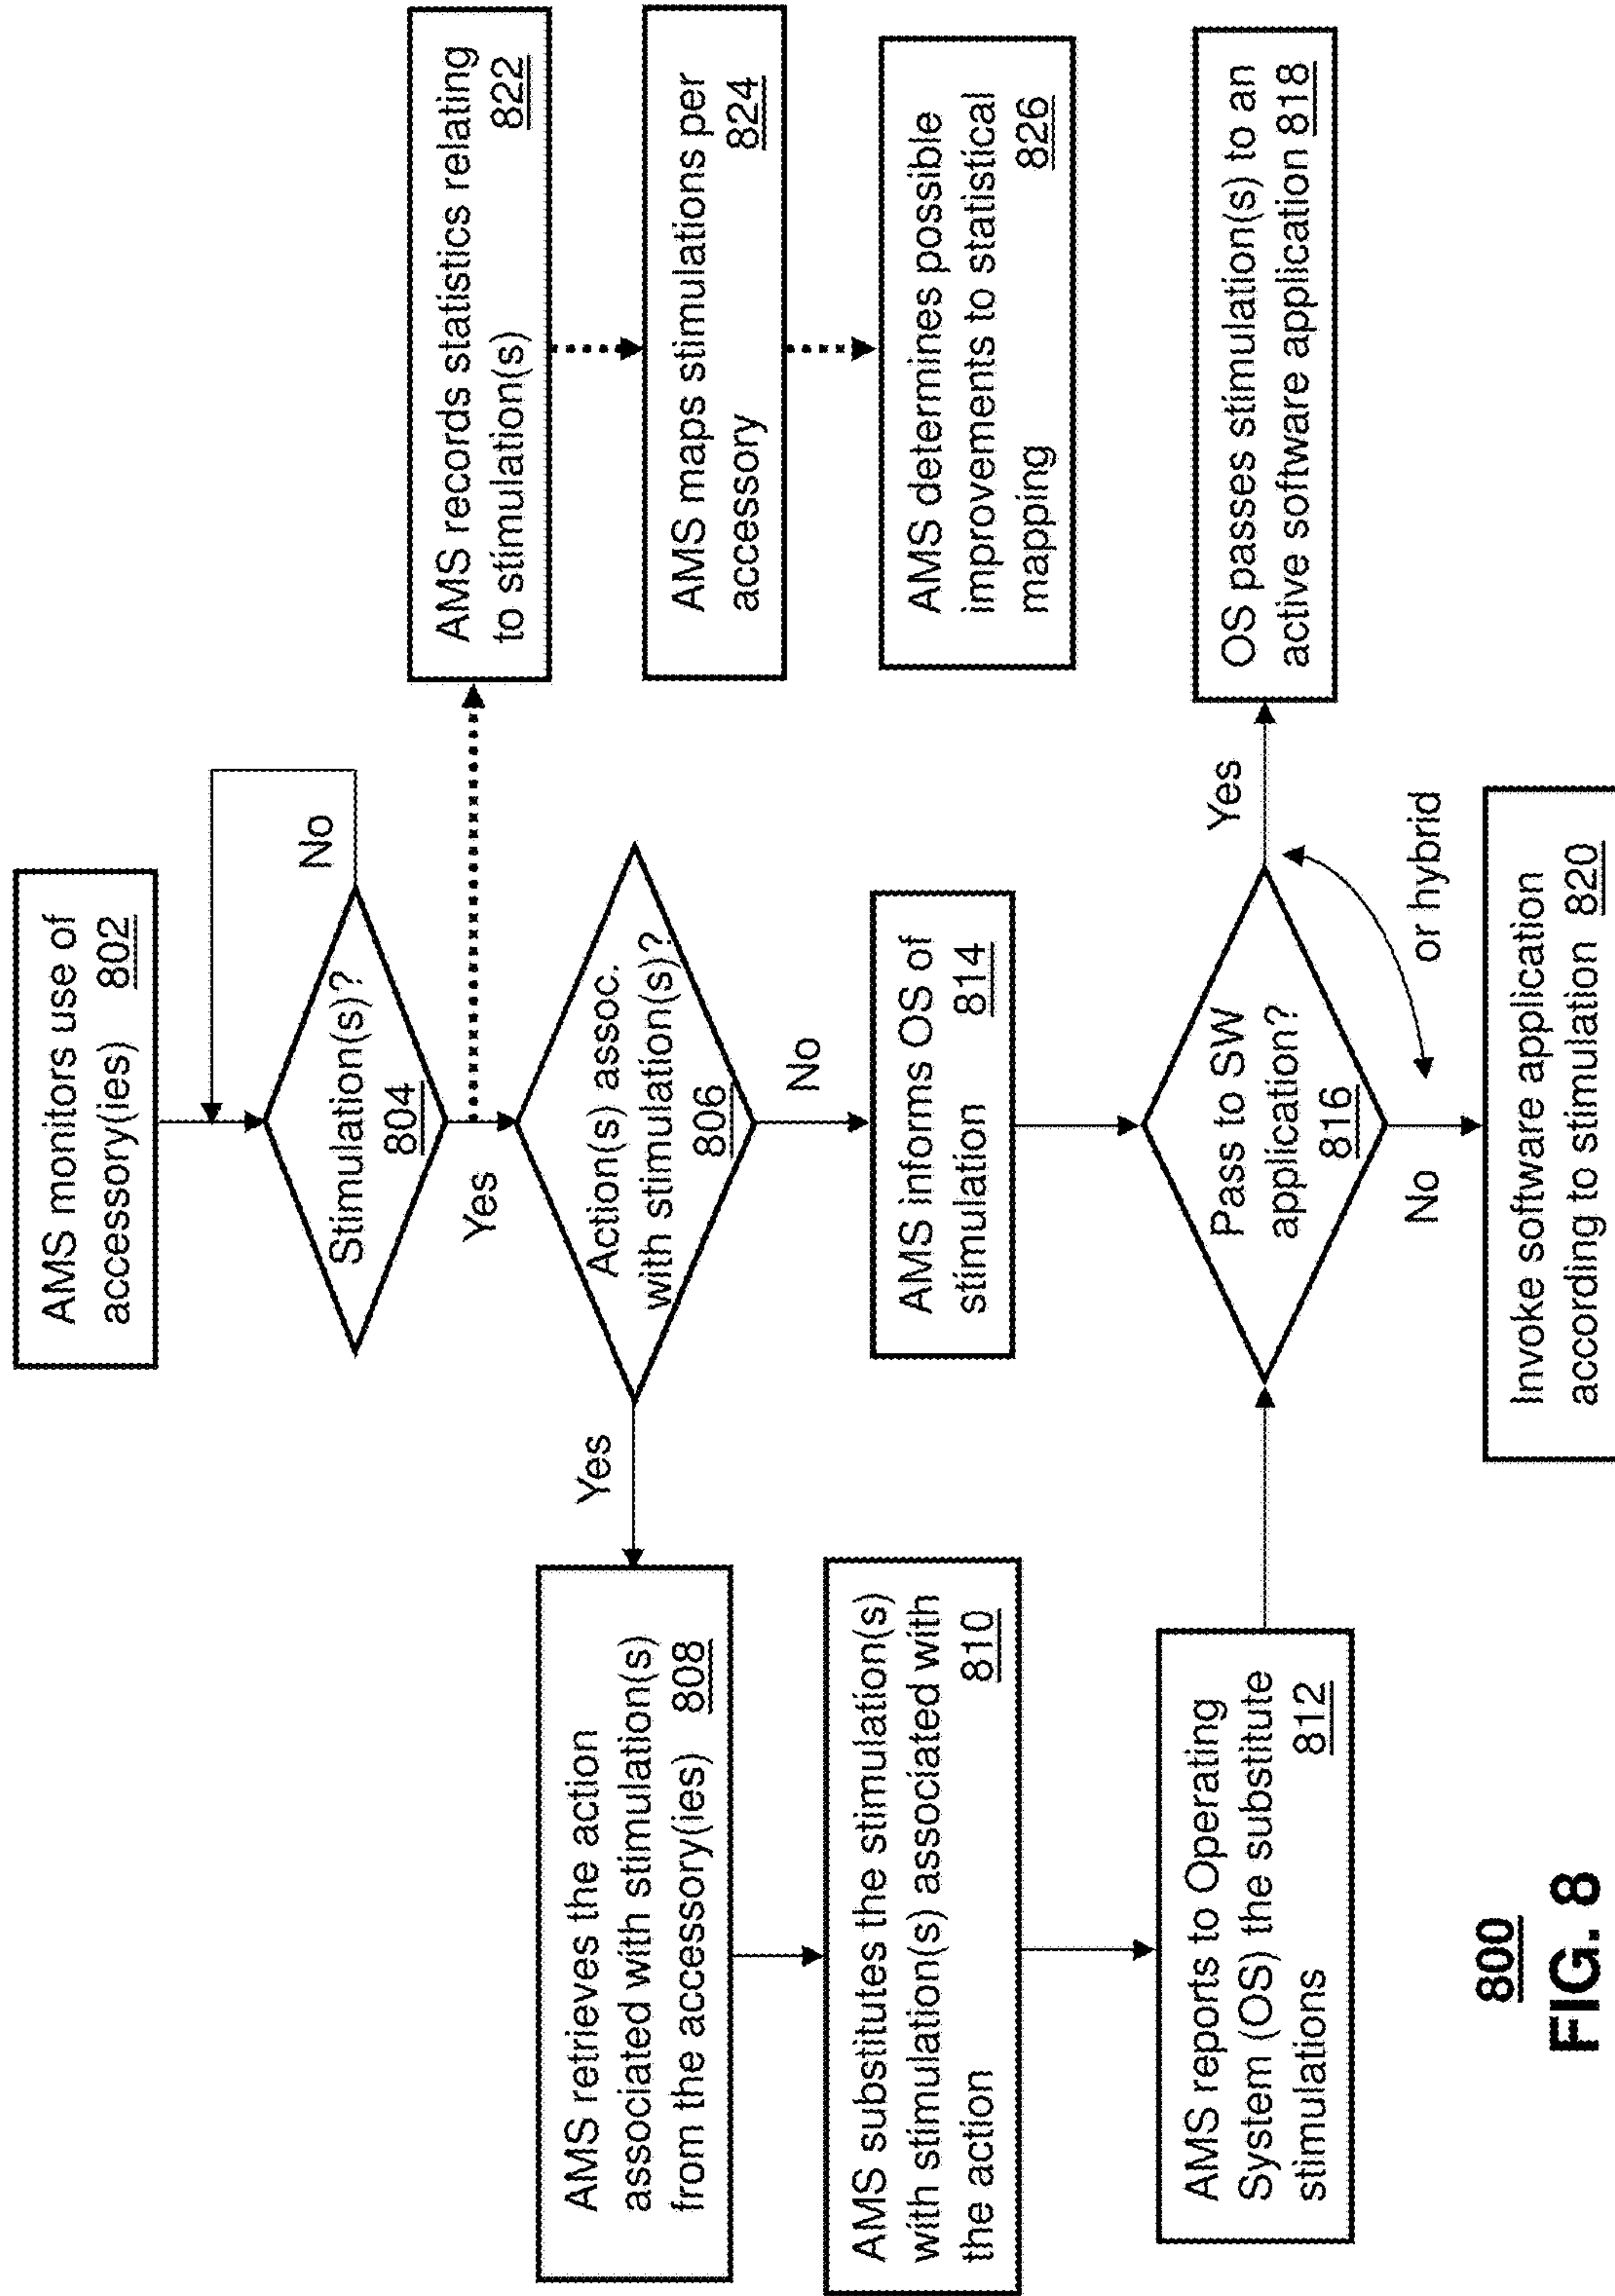 AMS monitors use of
accessory(ies) 802
No
Stimulation(s)?
804
Yes
AMS records statistics relating
to stimulation(s) 822
AMS maps stimulations per
accessory 824
AMS determines possible
improvements to statistical
mapping 826
Action(s) assoc.
with stimulation(s)?
806
Yes
No
AMS retrieves the action
associated with stimulation(s)
from the accessory(ies) 808
AMS substitutes the stimulation(s)
with stimulation(s) associated with
the action 810
AMS reports to Operating
System (OS) the substitute
stimulations 812
AMS informs OS of
stimulation 814
Pass to SW
application?
816
Yes
or hybrid
No
OS passes stimulation(s) to an
active software application 818
Invoke software application
according to stimulation 820
800
FIG. 8